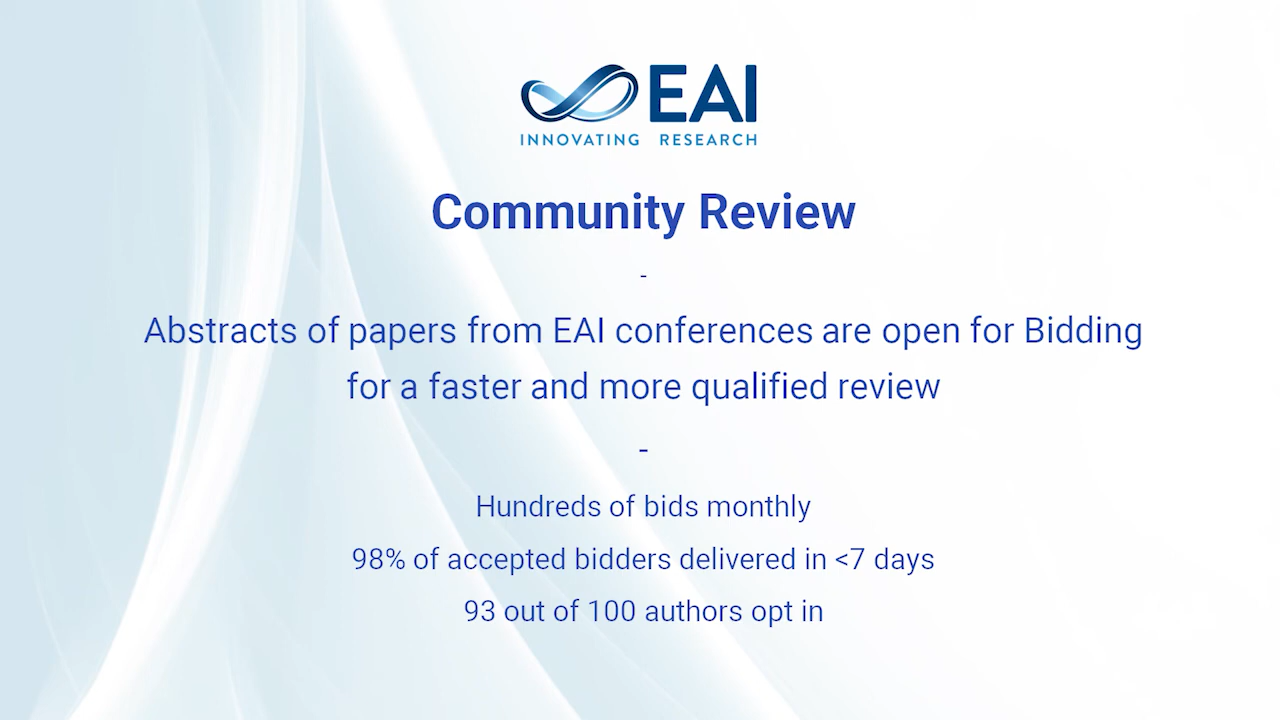 EAI
INNOVATING RESEARCH
Community Review
-
Abstracts of papers from EAI conferences are open for Bidding
for a faster and more qualified review
-
Hundreds of bids monthly
98% of accepted bidders delivered in <7 days
93 out of 100 authors opt in